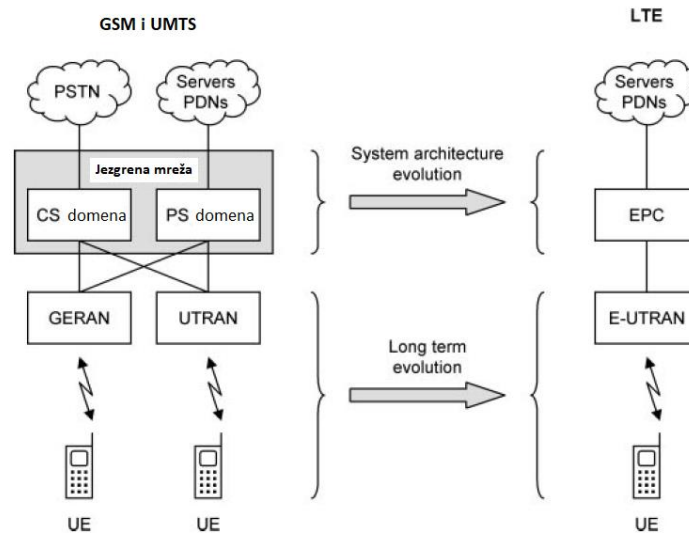 GSM i UMTS
LTE
PSTN
Servers
PDNs
Servers
PDNs
Jezgrena mreža
System architecture
evolution
CS domena
PS domena
EPC
GERAN
UTRAN
E-UTRAN
Long term
evolution
UE
UE
UE